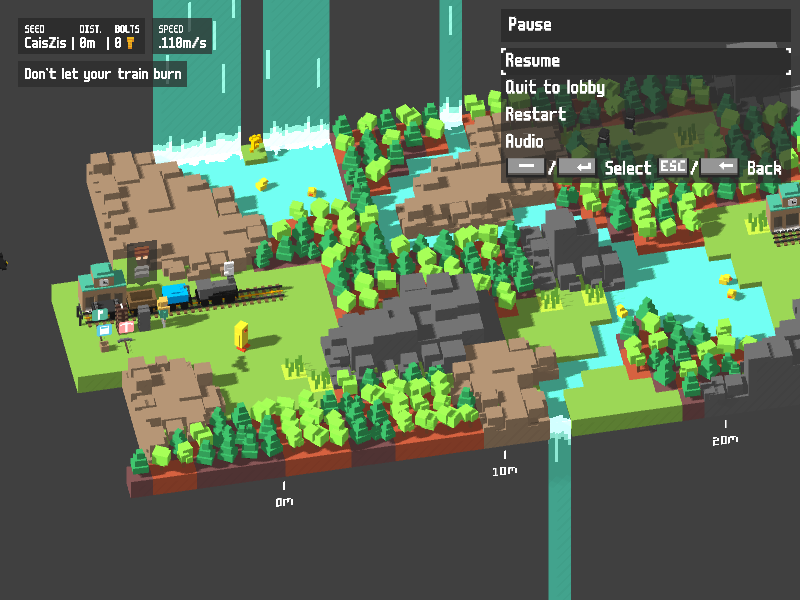 SEED DIST. BOLTS SPEED
CaisZis | 0m | 0 .110m/s
Don't let your train burn
Pause
Resume
Quit to lobby
Restart
Audio
/ Select ESC / Back
0m
10m
20m